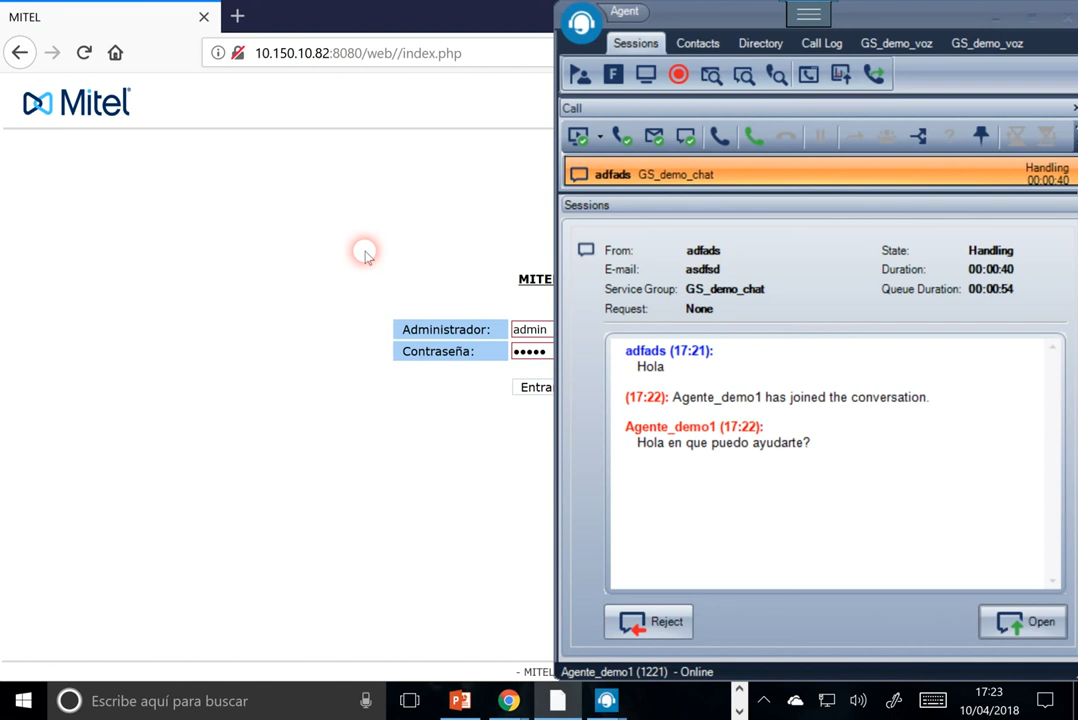 MITEL
10.150.10.82:8080/web//index.php
Mitel
MITE
Administrador: admin
Contraseña: •••••
Entra
- MITEL
Agent
Sessions Contacts Directory Call Log GS_demo_voz GS_demo_voz
Call
adfads GS_demo_chat Handling
00:00:40
Sessions
From: adfads State: Handling
E-mail: asdfsd Duration: 00:00:40
Service Group: GS_demo_chat Queue Duration: 00:00:54
Request: None
adfads (17:21):
Hola
(17:22): Agente_demo1 has joined the conversation.
Agente_demo1 (17:22):
Hola en que puedo ayudarte?
Reject Open
Agente_demo1 (1221) - Online
Escribe aquí para buscar
17:23
10/04/2018